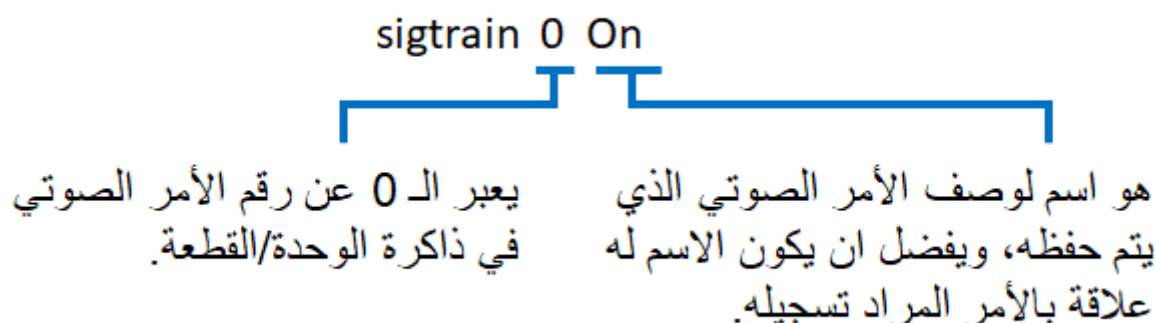 sigtrain 0 On
هو اسم لوصف الأمر الصوتي الذي
يتم حفظه، ويفضل ان يكون الاسم له
علاقة بالأمر المراد تسجيله.
يعبر الـ 0 عن رقم الأمر الصوتي
في ذاكرة الوحدة/القطعة.